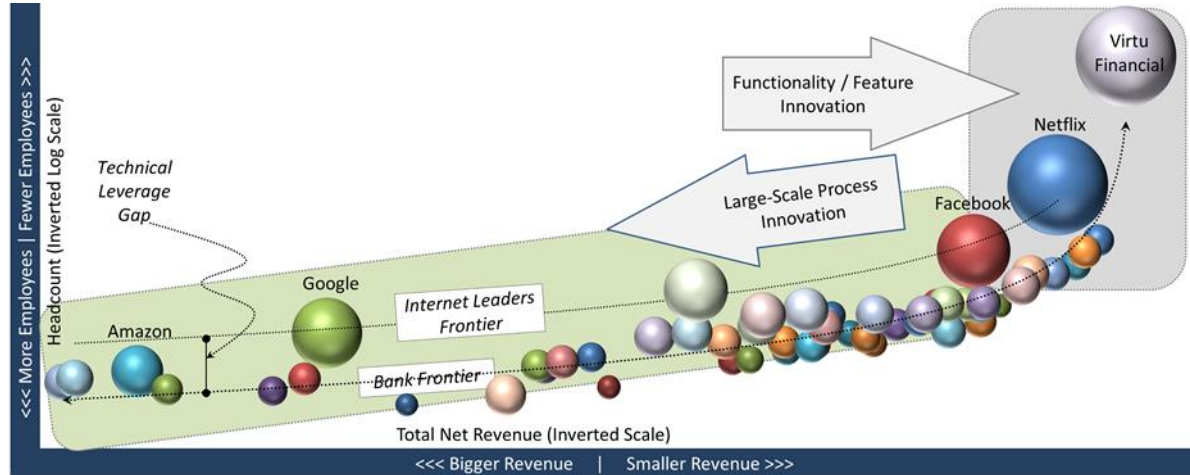 <<< More Employees | Fewer Employees >>>
Headcount (Inverted Log Scale)
Technical
Leverage
Gap
Amazon
Google
Internet Leaders
Frontier
Bank Frontier
Functionality / Feature
Innovation
Large-Scale Process
Innovation
Facebook
Netflix
Virtu
Financial
Total Net Revenue (Inverted Scale)
<<< Bigger Revenue | Smaller Revenue >>>